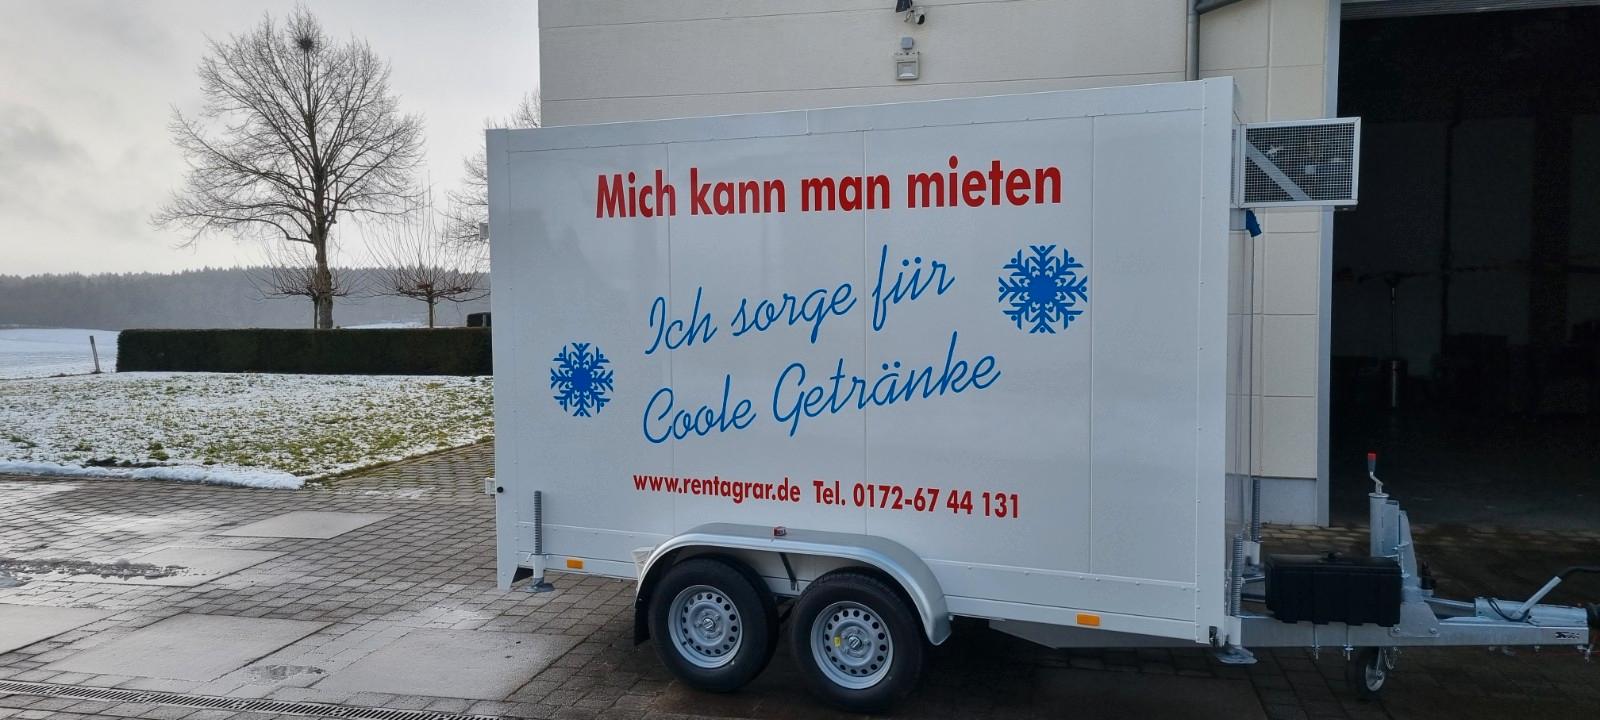 Mich kann man mieten
Ich sorge für
Coole Getränke
www.rentagrar.de Tel. 0172-67 44 131